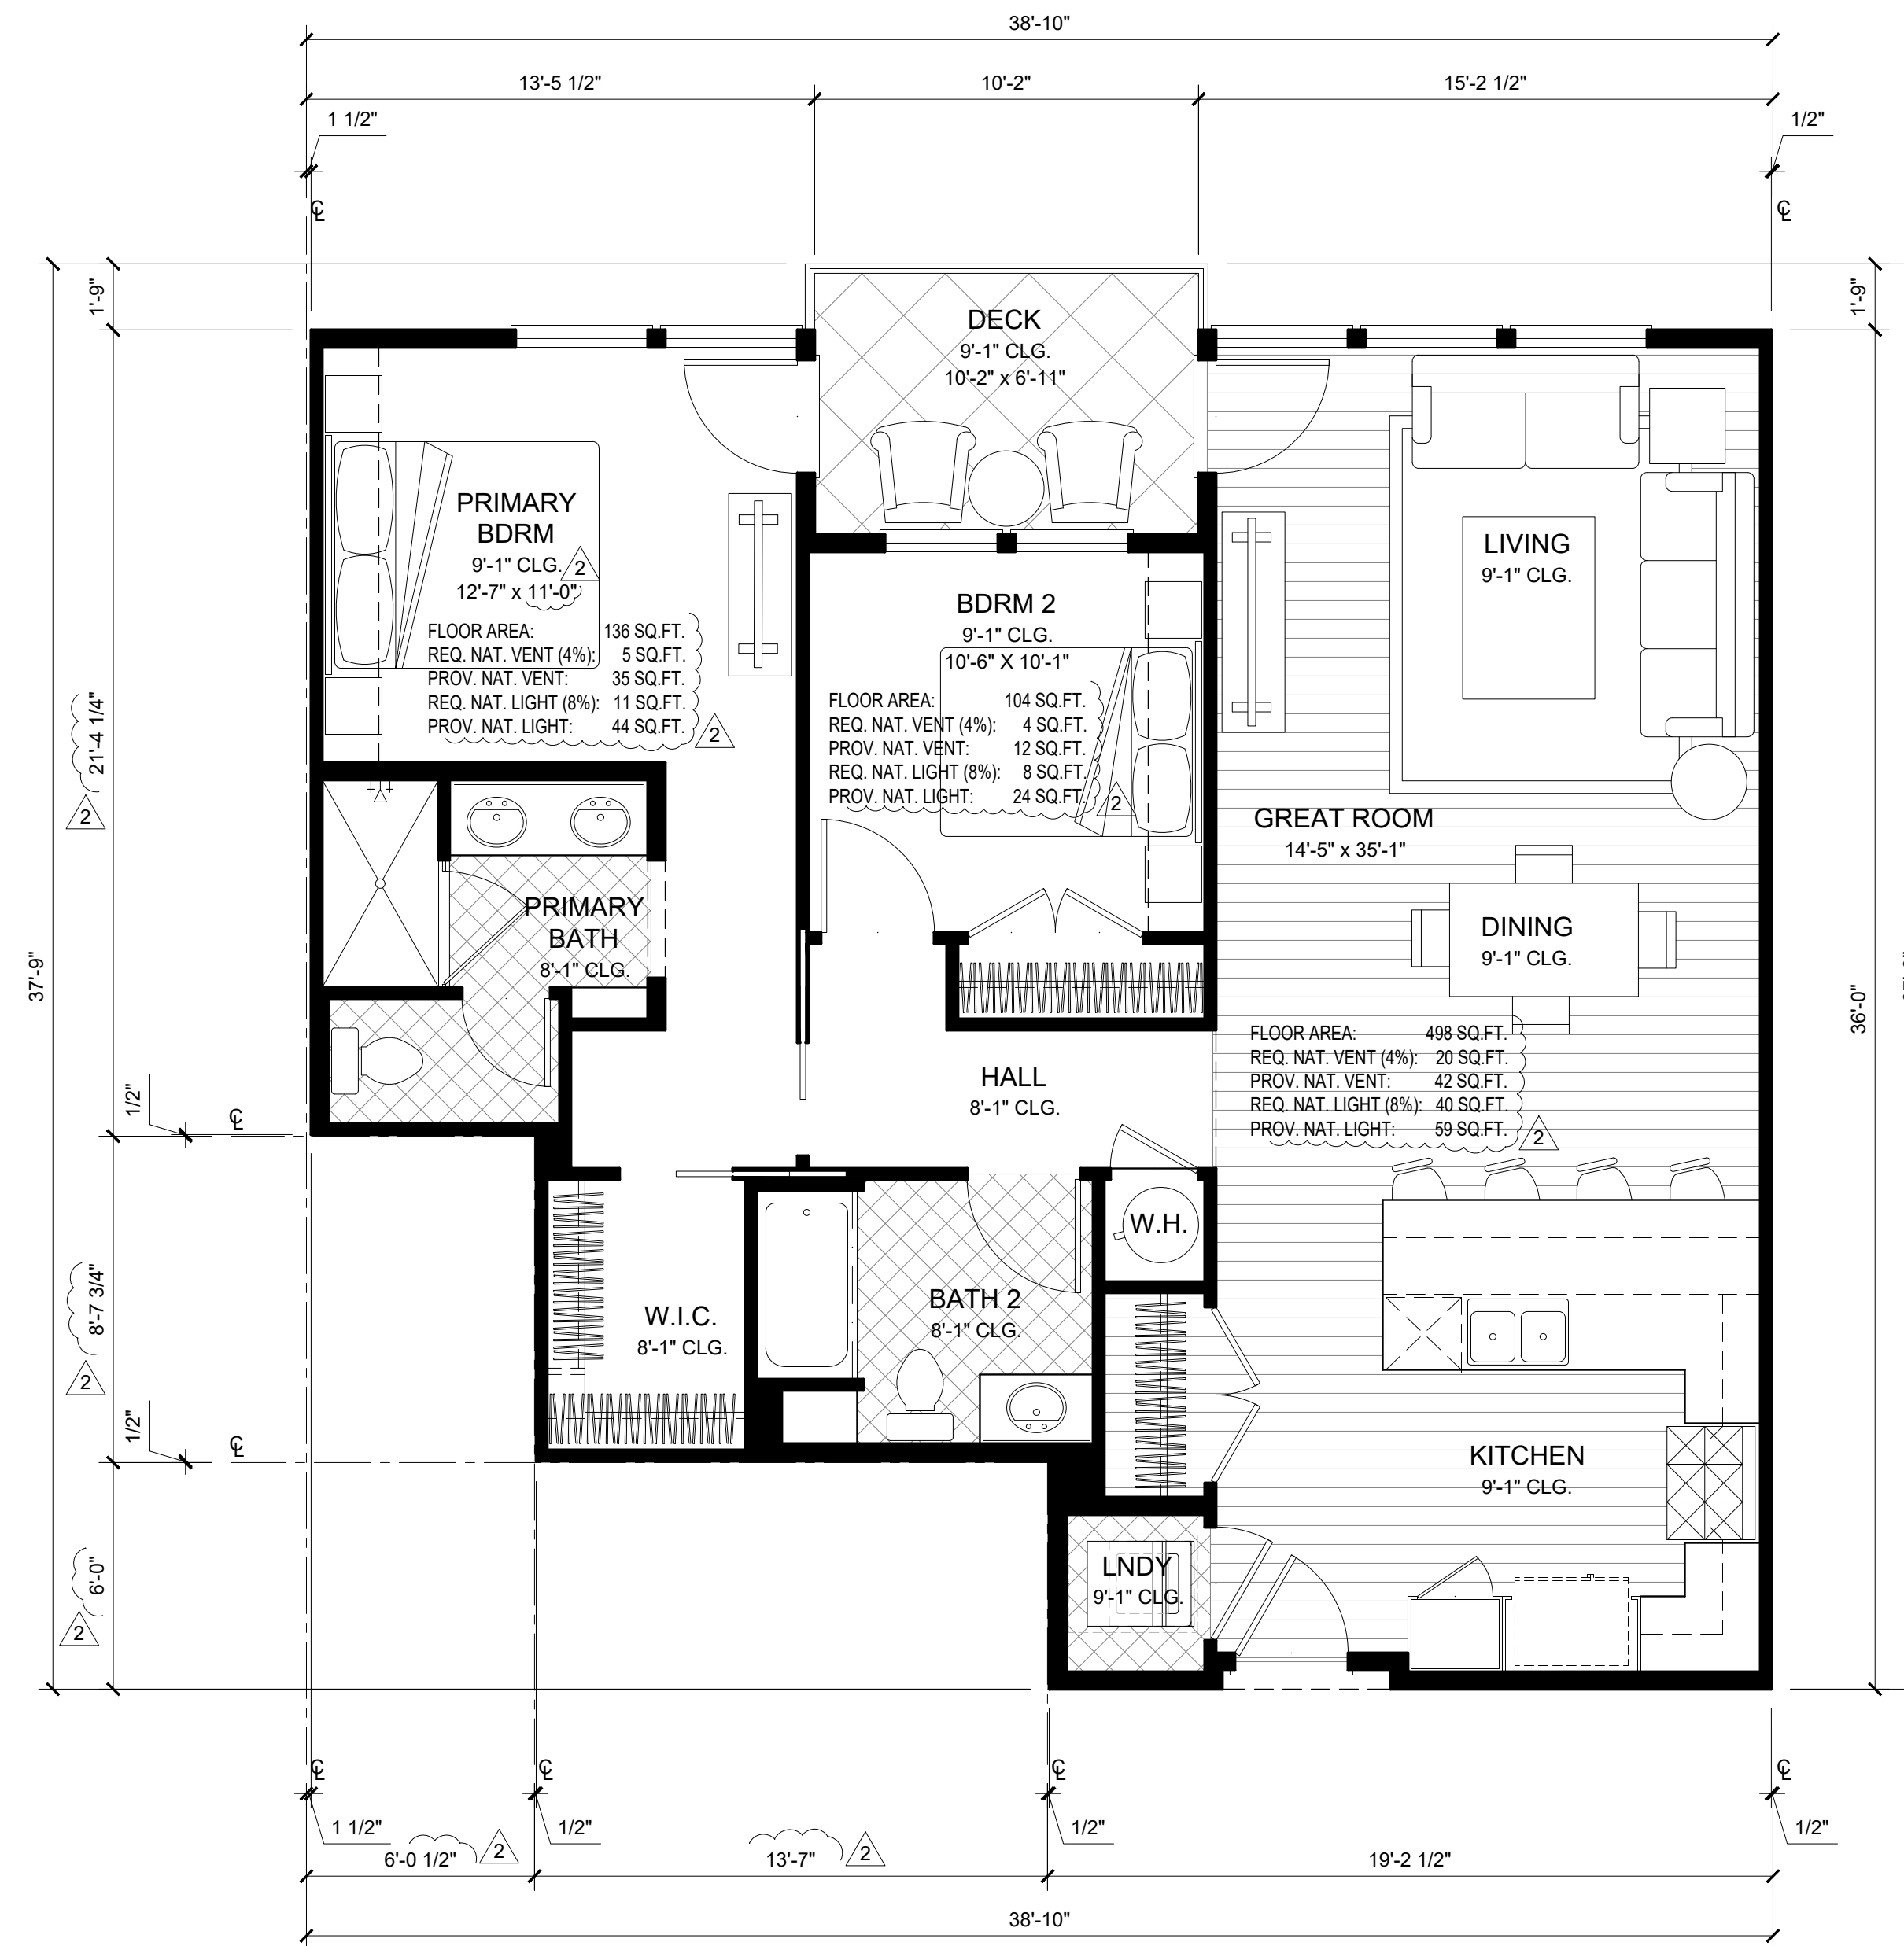 38'-10"
13'-5 1/2"
10'-2"
15'-2 1/2"
1 1/2"
1/2"
℄
℄
1'-9"
1'-9"
DECK
9'-1" CLG.
10'-2" x 6'-11"
PRIMARY
BDRM
9'-1" CLG.
2
12'-7" x 11'-0"
FLOOR AREA: 136 SQ.FT.
REQ. NAT. VENT (4%): 5 SQ.FT.
PROV. NAT. VENT: 35 SQ.FT.
REQ. NAT. LIGHT (8%): 11 SQ.FT.
PROV. NAT. LIGHT: 44 SQ.FT.
2
LIVING
9'-1" CLG.
BDRM 2
9'-1" CLG.
10'-6" X 10'-1"
FLOOR AREA: 104 SQ.FT.
REQ. NAT. VENT (4%): 4 SQ.FT.
PROV. NAT. VENT: 12 SQ.FT.
REQ. NAT. LIGHT (8%): 8 SQ.FT.
PROV. NAT. LIGHT: 24 SQ.FT.
2
21'-4 1/4"
2
GREAT ROOM
14'-5" x 35'-1"
PRIMARY
BATH
8'-1" CLG.
DINING
9'-1" CLG.
37'-9"
36'-0"
FLOOR AREA: 498 SQ.FT.
REQ. NAT. VENT (4%): 20 SQ.FT.
PROV. NAT. VENT: 42 SQ.FT.
REQ. NAT. LIGHT (8%): 40 SQ.FT.
PROV. NAT. LIGHT: 59 SQ.FT.
2
HALL
8'-1" CLG.
1/2"
℄
W.H.
8'-7 3/4"
2
W.I.C.
8'-1" CLG.
BATH 2
8'-1" CLG.
1/2"
℄
KITCHEN
9'-1" CLG.
LNDY
9'-1" CLG.
6'-0"
2
℄
℄
℄
℄
1 1/2"
1/2"
1/2"
1/2"
6'-0 1/2"
2
13'-7"
2
19'-2 1/2"
38'-10"